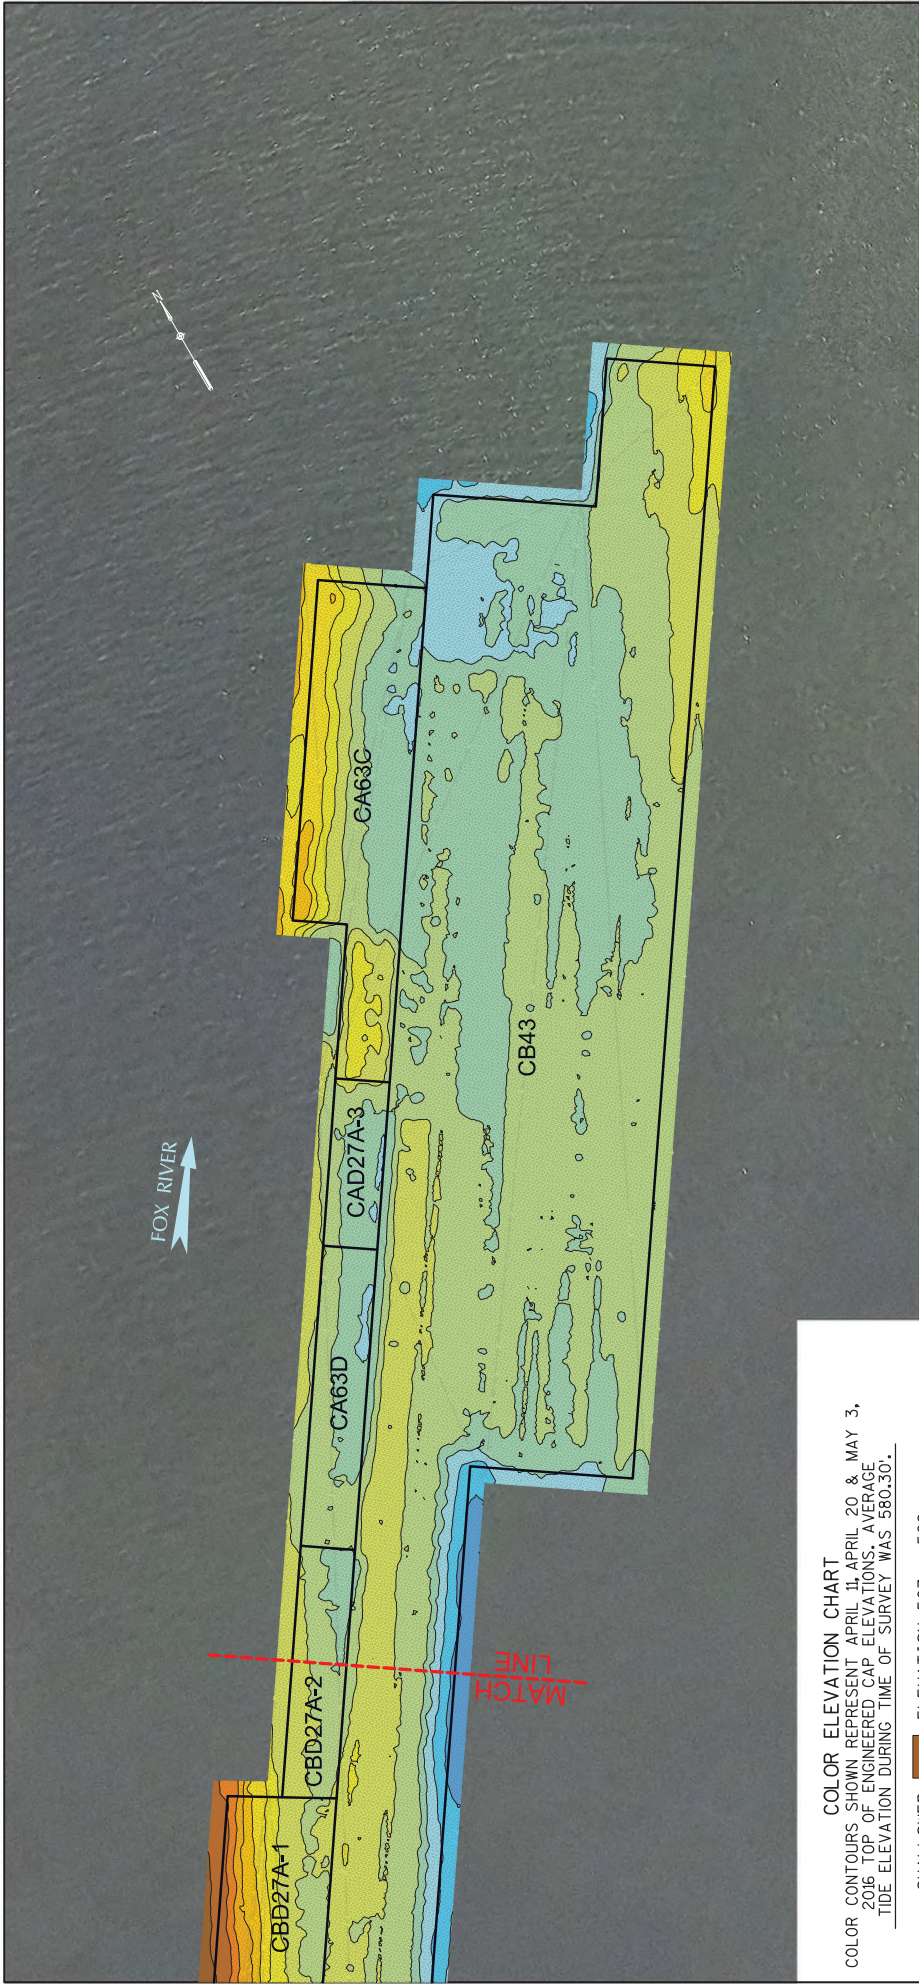 N
FOX RIVER
CA63C
CAD27A-3
CB43
CA63D
CBD27A-2
CBD27A-1
MATCH
LINE
COLOR ELEVATION CHART
COLOR CONTOURS SHOWN REPRESENT APRIL 11, APRIL 20 & MAY 3,
2016 TOP OF ENGINEERED CAP ELEVATIONS. AVERAGE
TIDE ELEVATION DURING TIME OF SURVEY WAS 580.30'.